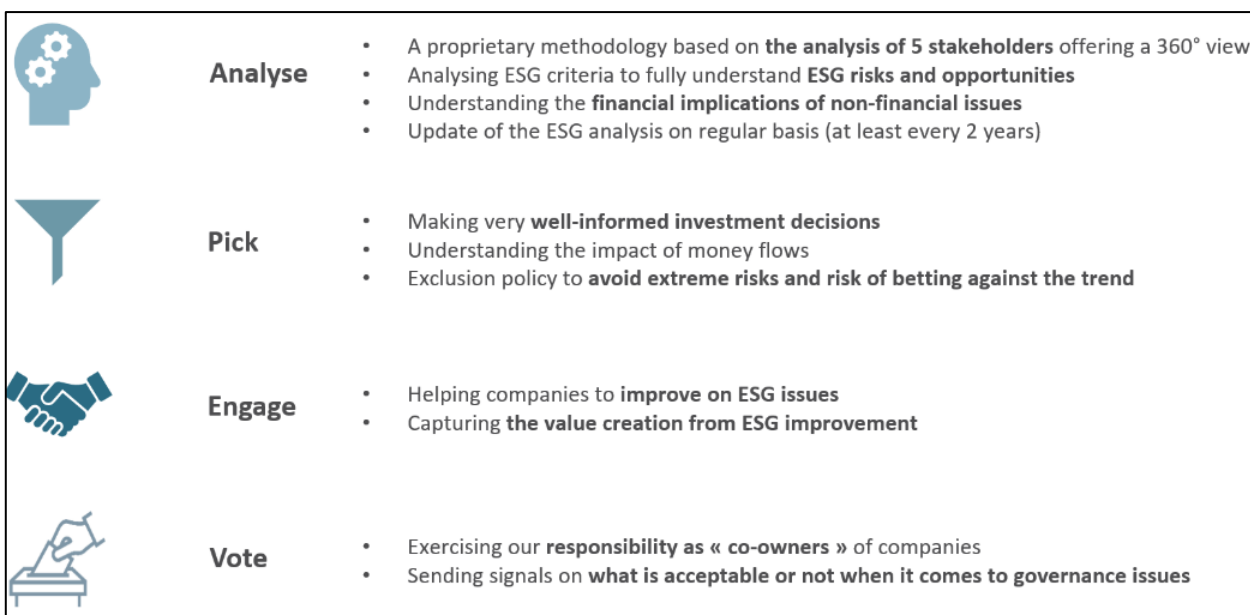 Analyse
• A proprietary methodology based on the analysis of 5 stakeholders offering a 360° view
• Analysing ESG criteria to fully understand ESG risks and opportunities
• Understanding the financial implications of non-financial issues
• Update of the ESG analysis on regular basis (at least every 2 years)
Pick
• Making very well-informed investment decisions
• Understanding the impact of money flows
• Exclusion policy to avoid extreme risks and risk of betting against the trend
Engage
• Helping companies to improve on ESG issues
• Capturing the value creation from ESG improvement
Vote
• Exercising our responsibility as « co-owners » of companies
• Sending signals on what is acceptable or not when it comes to governance issues